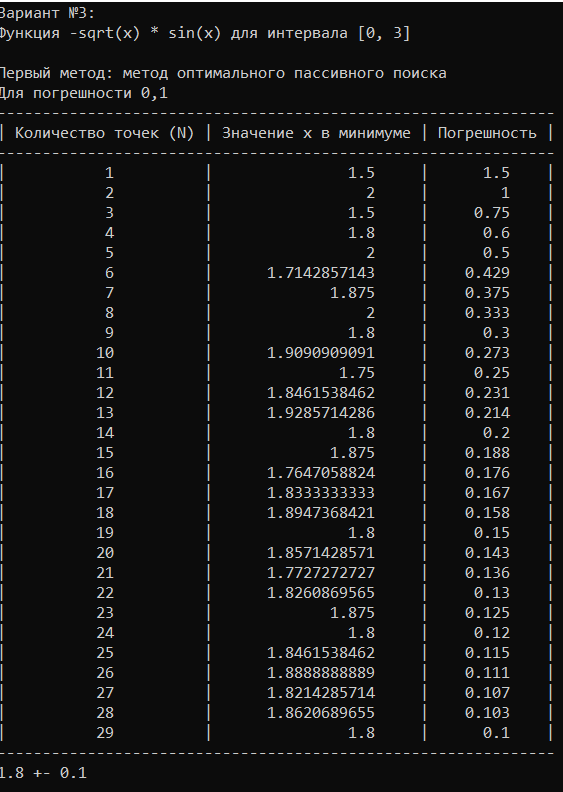 Вариант №3:
Функция -sqrt(x) * sin(x) для интервала [0, 3]
Первый метод: метод оптимального пассивного поиска
Для погрешности 0,1
-------------------------------------------------------------
| Количество точек (N) | Значение x в минимуме | Погрешность |
-------------------------------------------------------------
| 1 | 1.5 | 1.5 |
| 2 | 2 | 1 |
| 3 | 1.5 | 0.75 |
| 4 | 1.8 | 0.6 |
| 5 | 2 | 0.5 |
| 6 | 1.7142857143 | 0.429 |
| 7 | 1.875 | 0.375 |
| 8 | 2 | 0.333 |
| 9 | 1.8 | 0.3 |
| 10 | 1.9090909091 | 0.273 |
| 11 | 1.75 | 0.25 |
| 12 | 1.8461538462 | 0.231 |
| 13 | 1.9285714286 | 0.214 |
| 14 | 1.8 | 0.2 |
| 15 | 1.875 | 0.188 |
| 16 | 1.7647058824 | 0.176 |
| 17 | 1.8333333333 | 0.167 |
| 18 | 1.8947368421 | 0.158 |
| 19 | 1.8 | 0.15 |
| 20 | 1.8571428571 | 0.143 |
| 21 | 1.7727272727 | 0.136 |
| 22 | 1.8260869565 | 0.13 |
| 23 | 1.875 | 0.125 |
| 24 | 1.8 | 0.12 |
| 25 | 1.8461538462 | 0.115 |
| 26 | 1.8888888889 | 0.111 |
| 27 | 1.8214285714 | 0.107 |
| 28 | 1.8620689655 | 0.103 |
| 29 | 1.8 | 0.1 |
-------------------------------------------------------------
1.8 +- 0.1